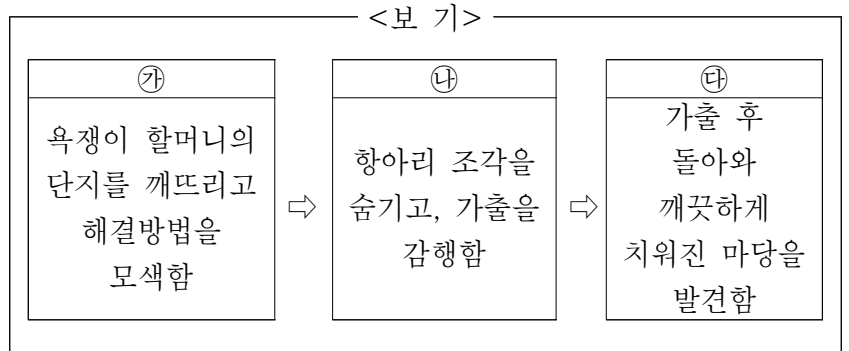 <보 기>
㉮
욕쟁이 할머니의
단지를 깨뜨리고
해결방법을
모색함
⇨
㉯
항아리 조각을
숨기고, 가출을
감행함
⇨
㉰
가출 후
돌아와
깨끗하게
치워진 마당을
발견함